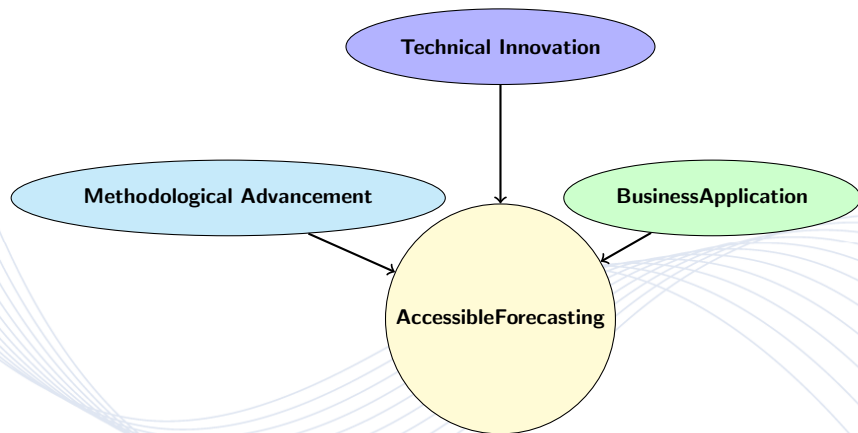 Technical Innovation
Methodological Advancement
BusinessApplication
AccessibleForecasting